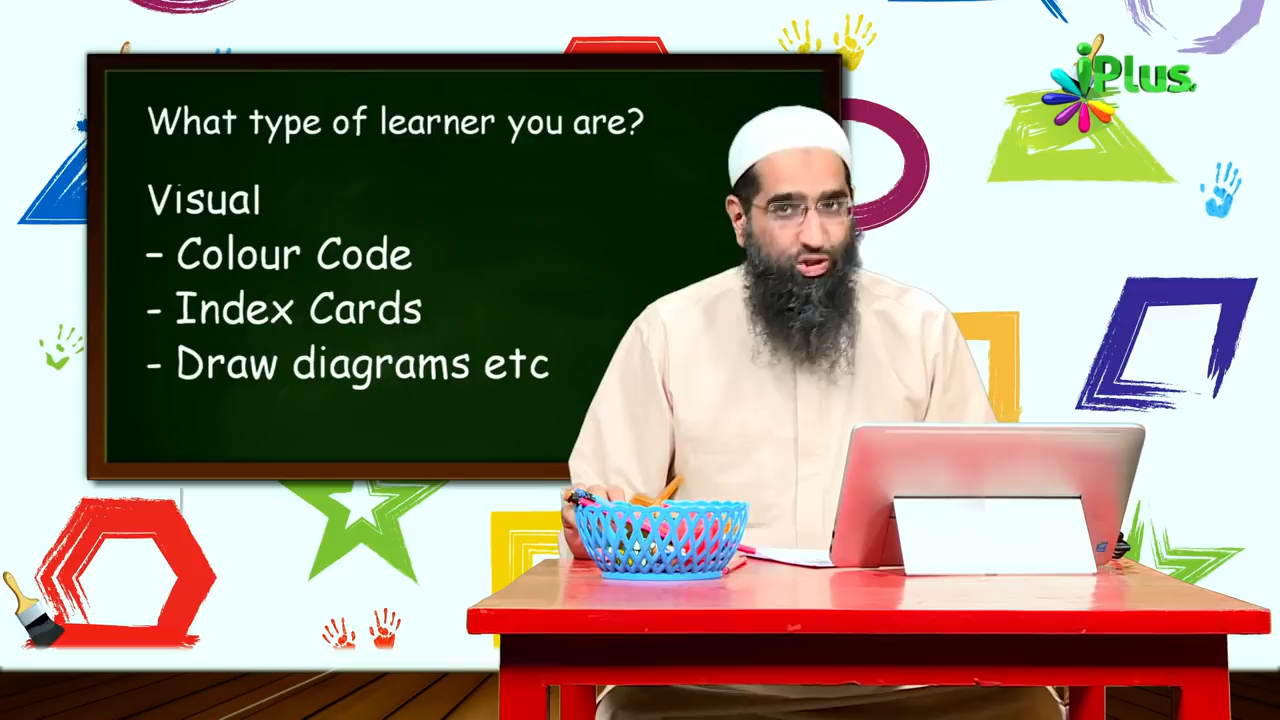 What type of learner you are?
Visual
- Colour Code
- Index Cards
- Draw diagrams etc
iPlus